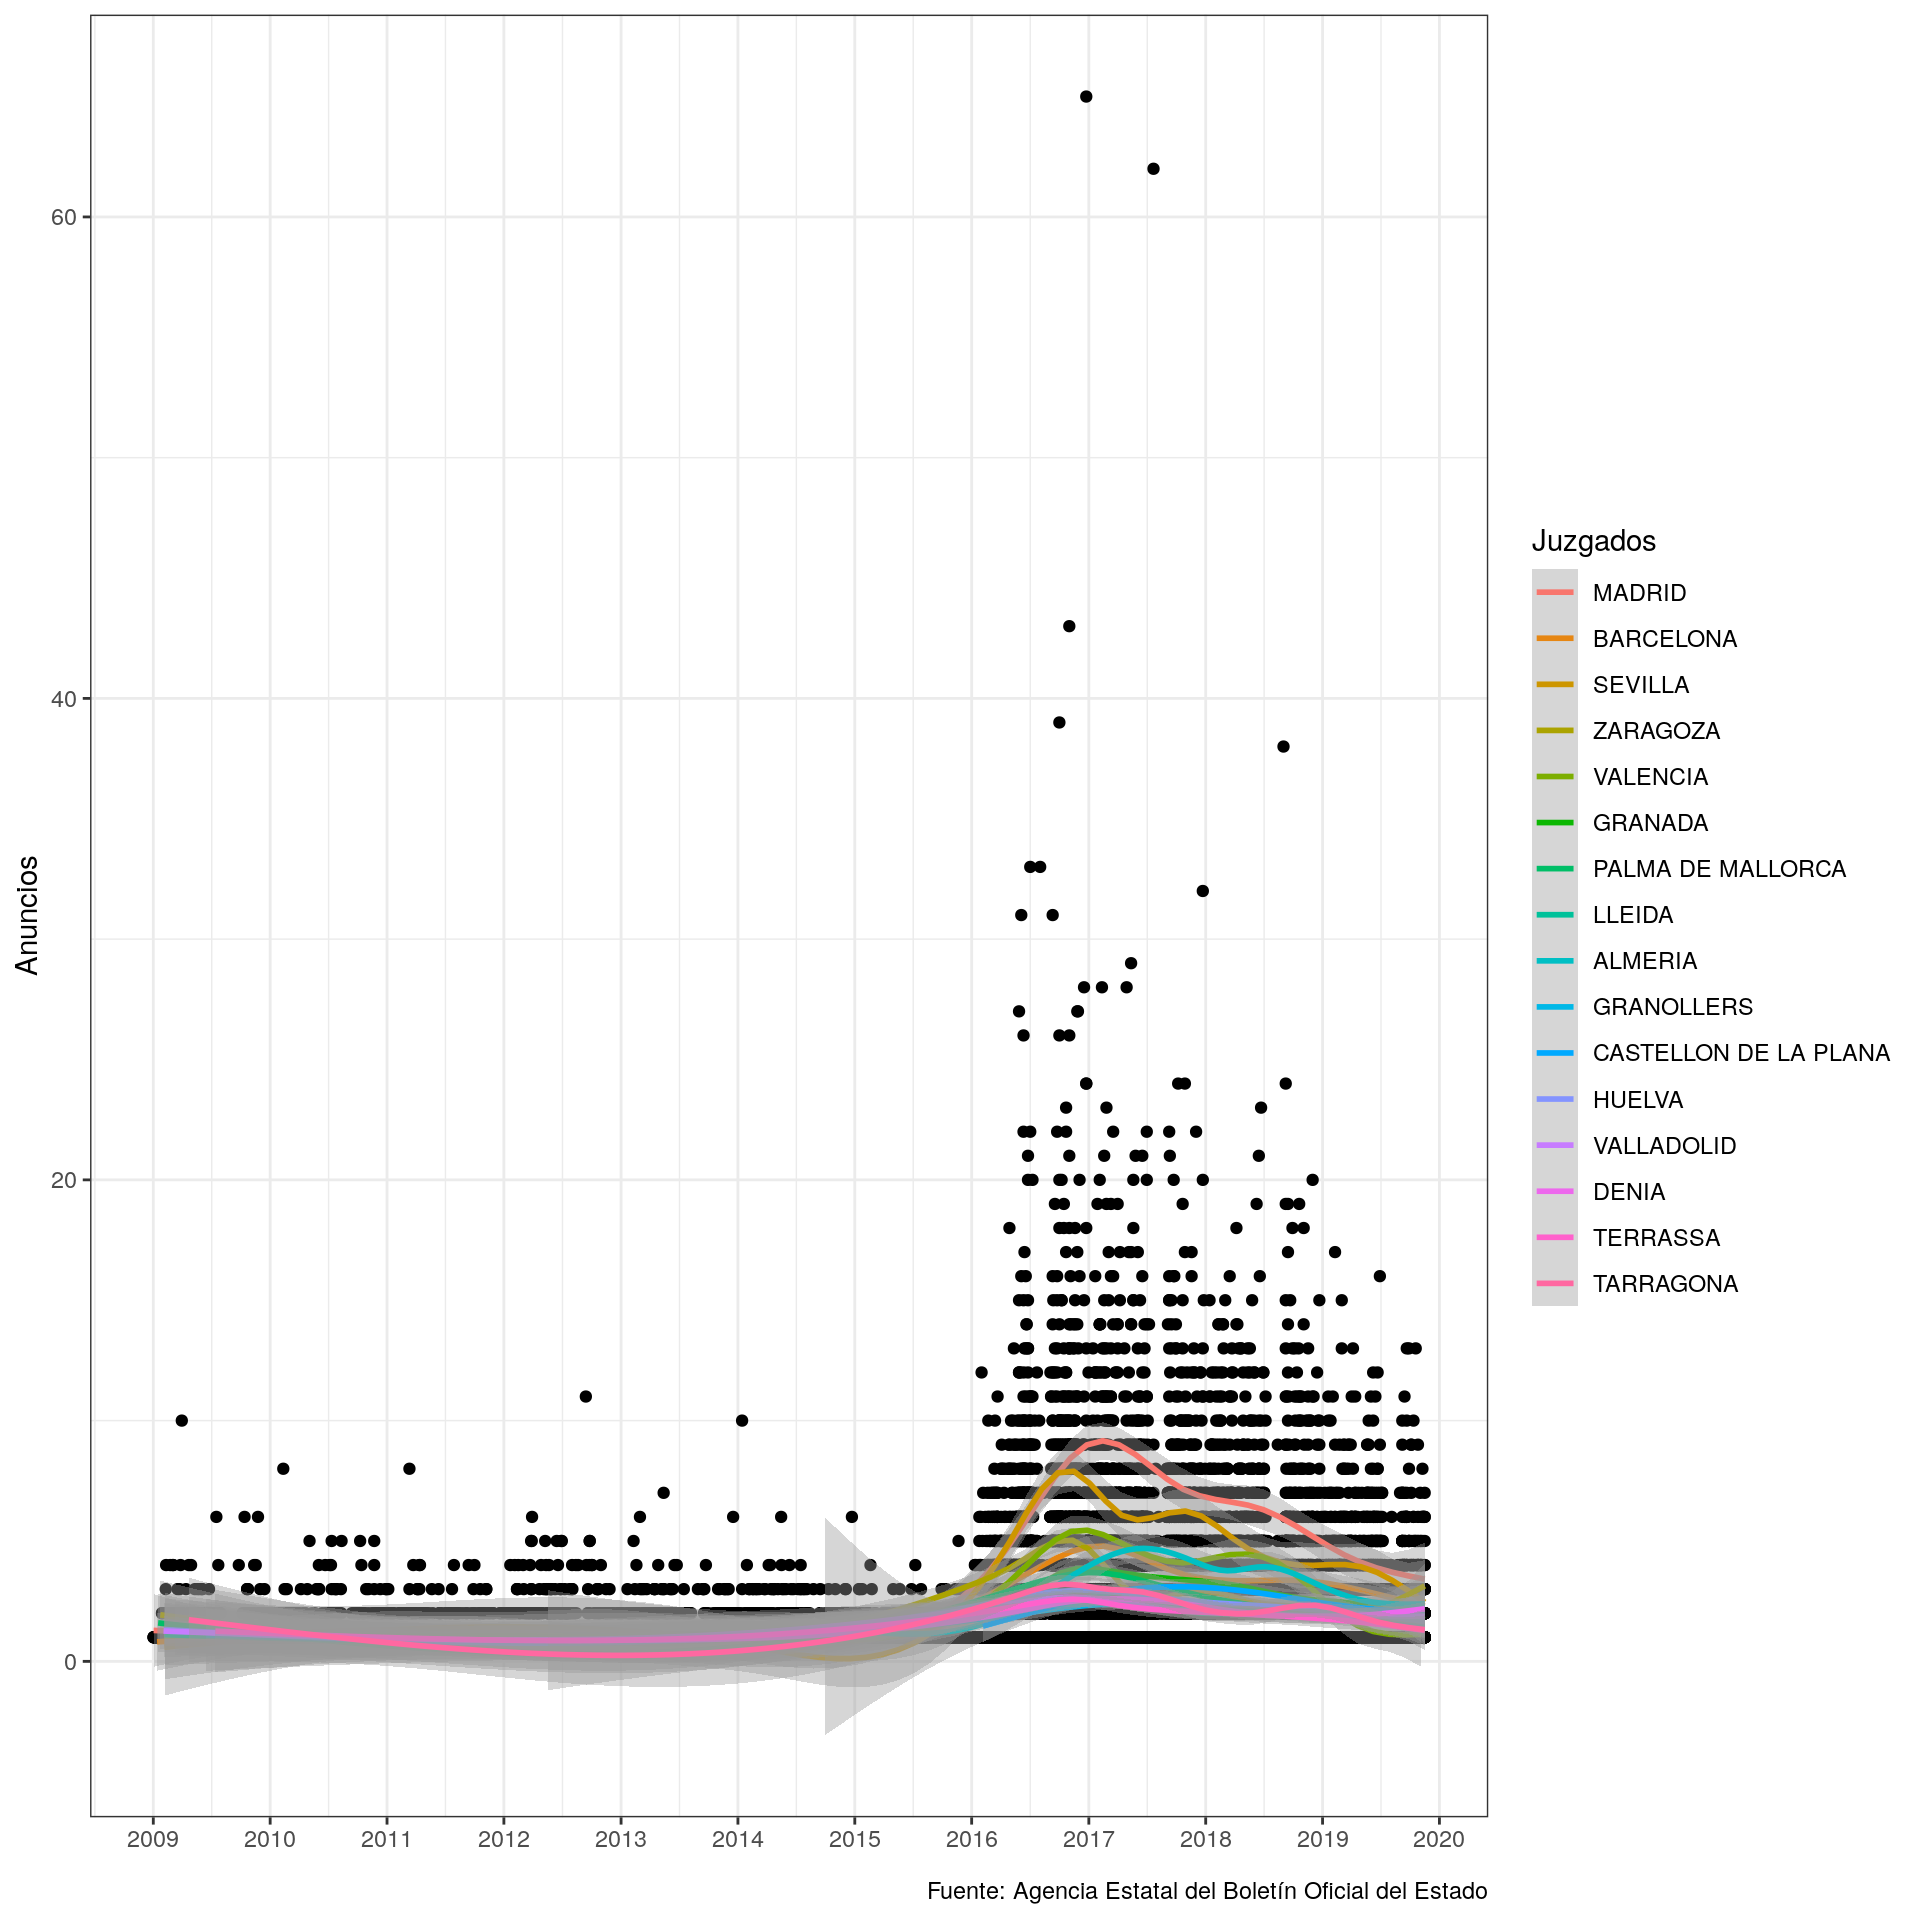 Anuncios
60
40
20
0
2009 2010 2011 2012 2013 2014 2015 2016 2017 2018 2019 2020
Fuente: Agencia Estatal del Boletín Oficial del Estado
Juzgados
MADRID
BARCELONA
SEVILLA
ZARAGOZA
VALENCIA
GRANADA
PALMA DE MALLORCA
LLEIDA
ALMERIA
GRANOLLERS
CASTELLON DE LA PLANA
HUELVA
VALLADOLID
DENIA
TERRASSA
TARRAGONA